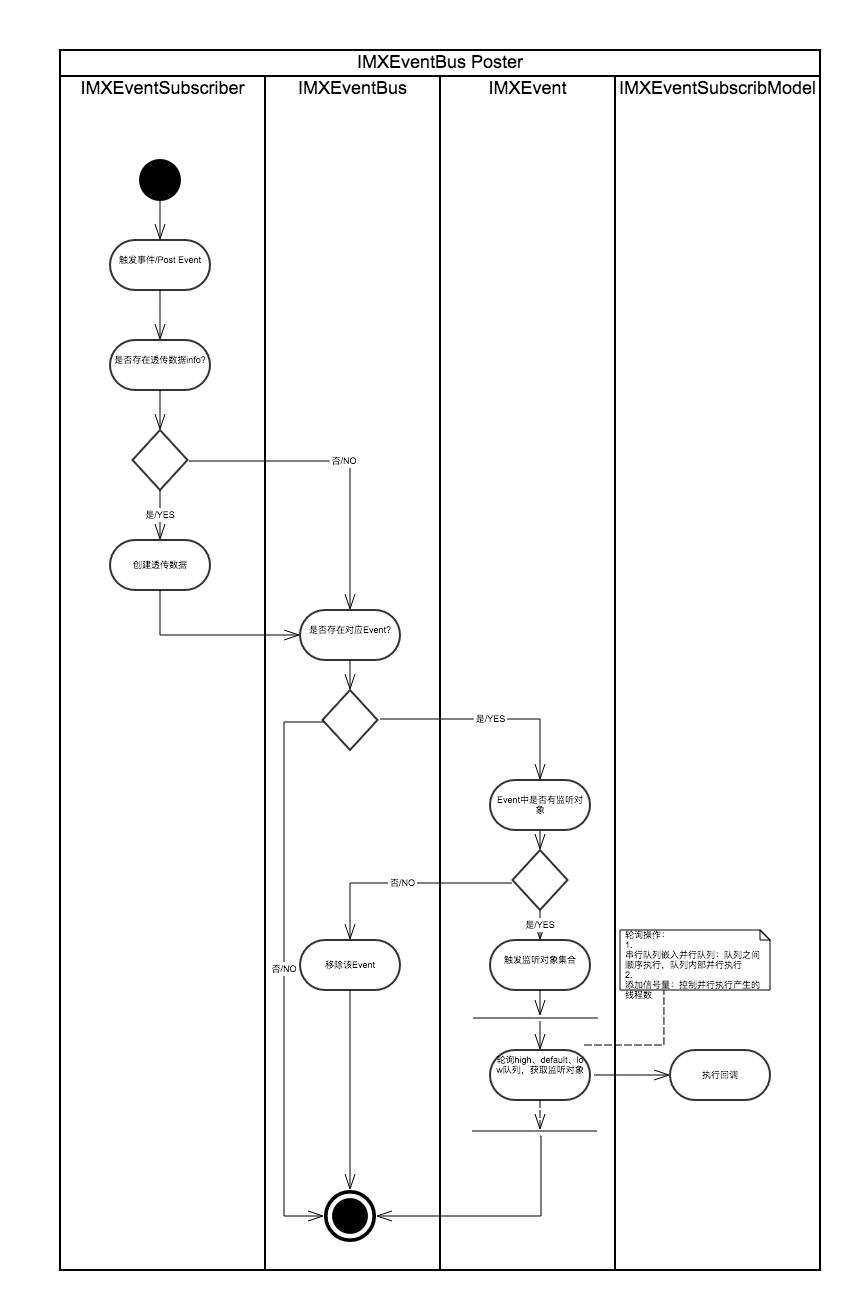 IMXEventBus Poster
IMXEventSubscriber
IMXEventBus
IMXEvent
IMXEventSubscribModel
触发事件/Post Event
是否存在透传数据info?
否/NO
是/YES
创建透传数据
是否存在对应Event?
是/YES
Event中是否有监听对
象
否/NO
是/YES
轮询操作：
1.
串行队列嵌入并行队列：队列之间
顺序执行，队列内部并行执行
2.
添加信号量：控制并行执行产生的
线程数
否/NO
移除该Event
触发监听对象集合
轮询high、default、lo
w队列，获取监听对象
执行回调